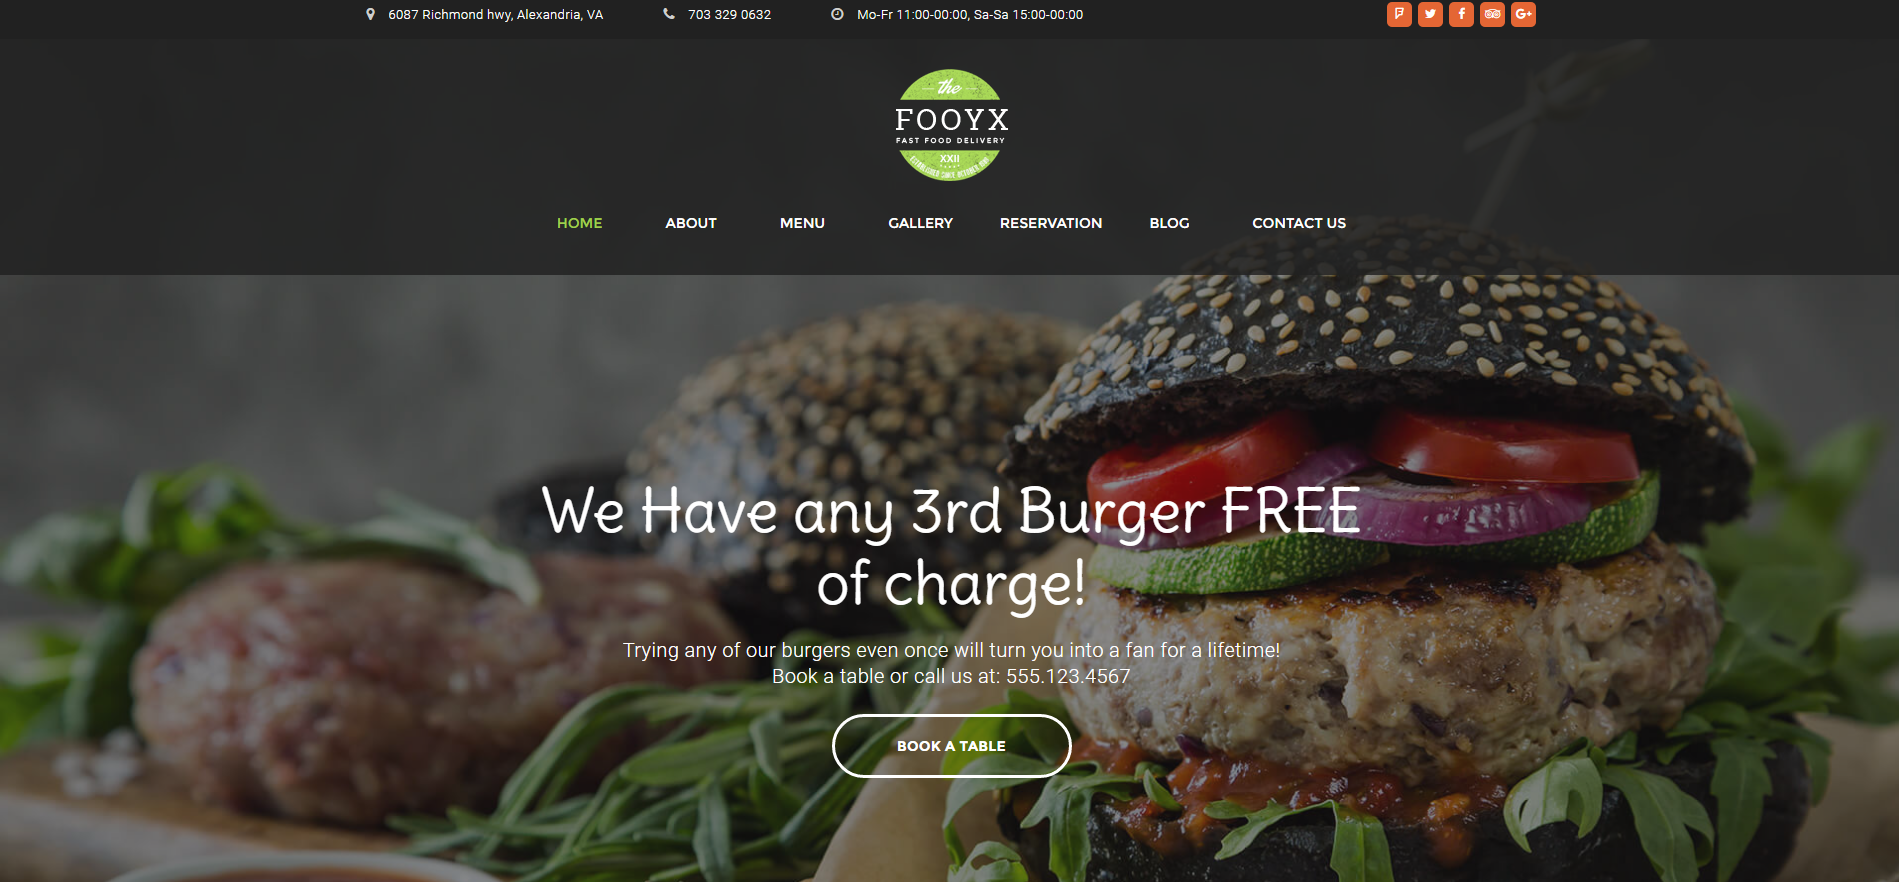 6087 Richmond hwy, Alexandria, VA
703 329 0632
Mo-Fr 11:00-00:00, Sa-Sa 15:00-00:00
the
FOOYX
FAST FOOD DELIVERY
XXII
HOME
ABOUT
MENU
GALLERY
RESERVATION
BLOG
CONTACT US
We Have any 3rd Burger FREE
of charge!
Trying any of our burgers even once will turn you into a fan for a lifetime!
Book a table or call us at: 555.123.4567
BOOK A TABLE